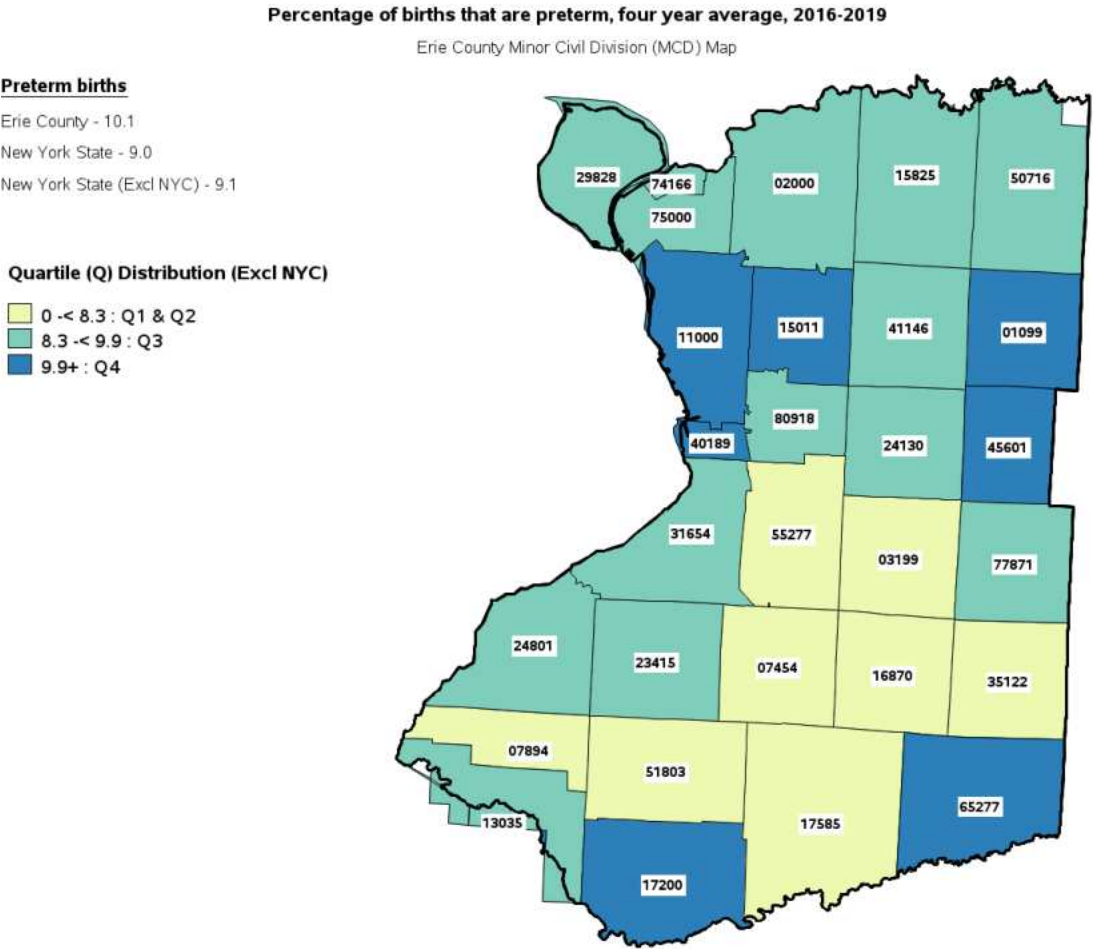 Percentage of births that are preterm, four year average, 2016-2019
Erie County Minor Civil Division (MCD) Map
Preterm births
Erie County - 10.1
New York State - 9.0
New York State (Excl NYC) - 9.1
Quartile (Q) Distribution (Excl NYC)
0 -< 8.3 : Q1 & Q2
8.3 -< 9.9 : Q3
9.9+ : Q4
29828
74166
75000
02000
15825
50716
11000
15011
41146
01099
40189
80918
24130
45601
31654
55277
03199
77871
24801
23415
07454
16870
35122
07894
51803
17585
65277
13035
17200